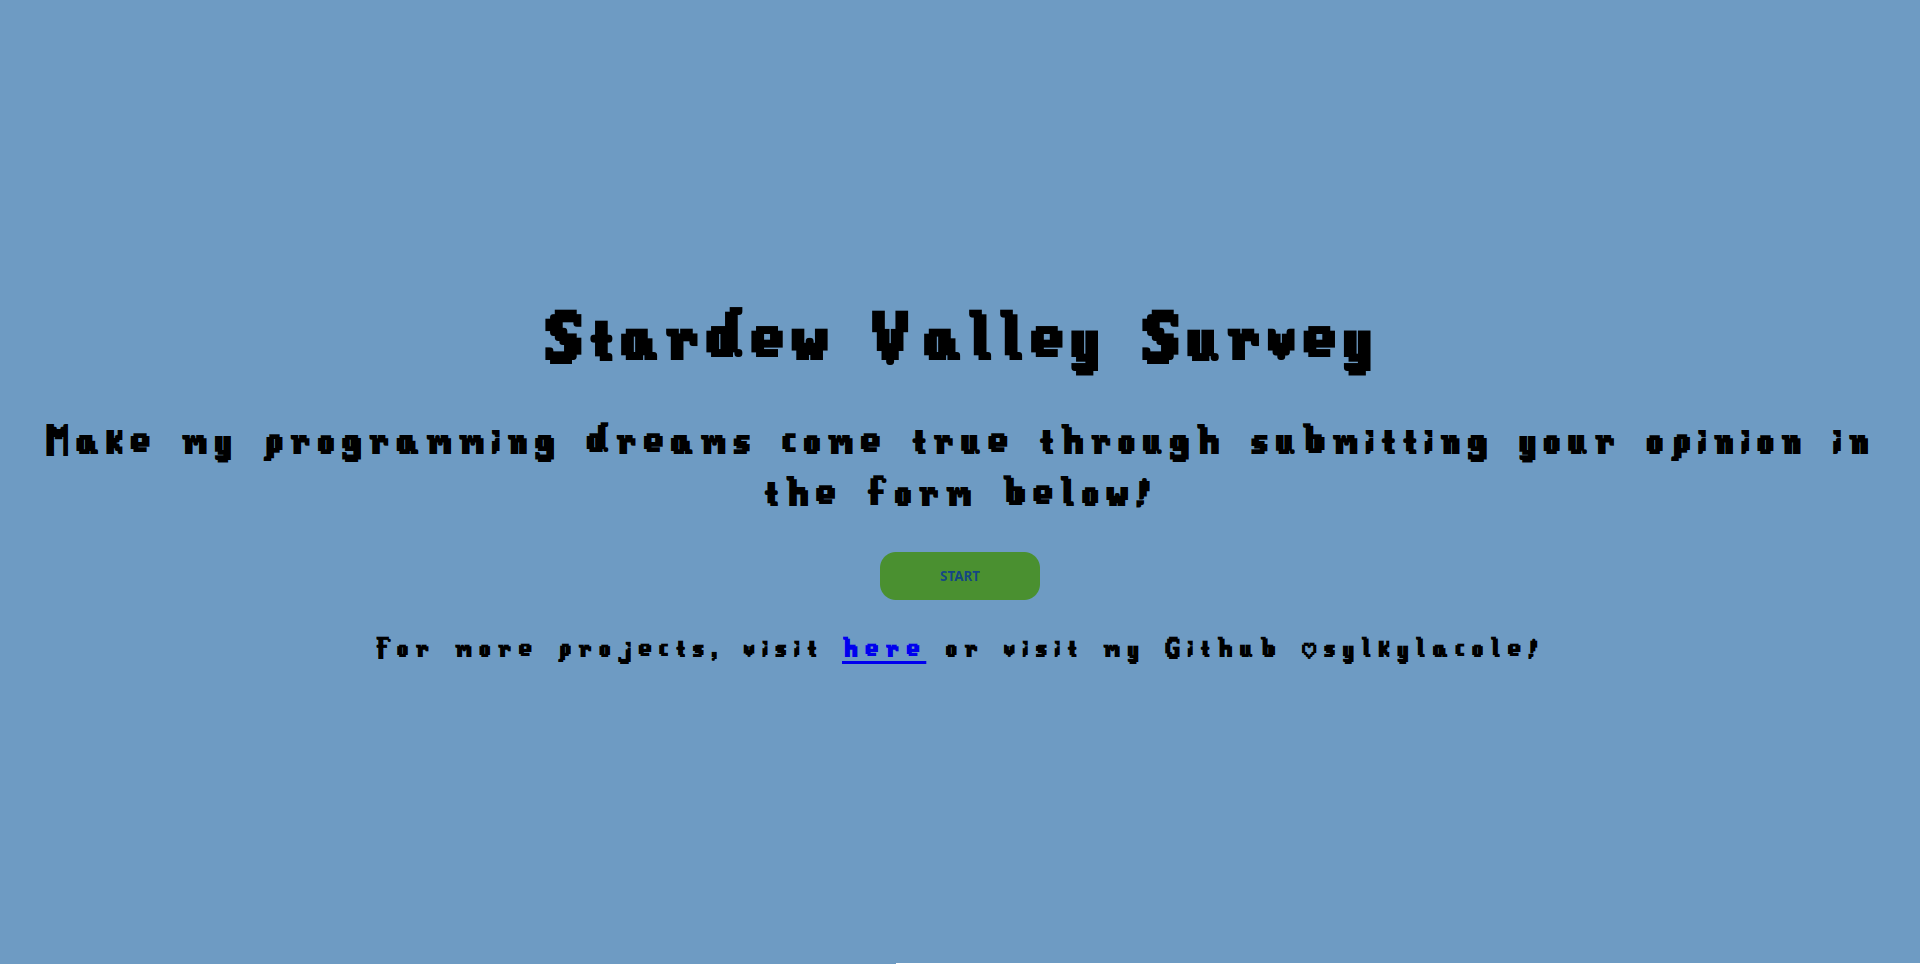 Stardew Valley Survey
Make my programming dreams come true through submitting your opinion in
the form below!
START
For more projects, visit here or visit my Github ♡sylkylacole!